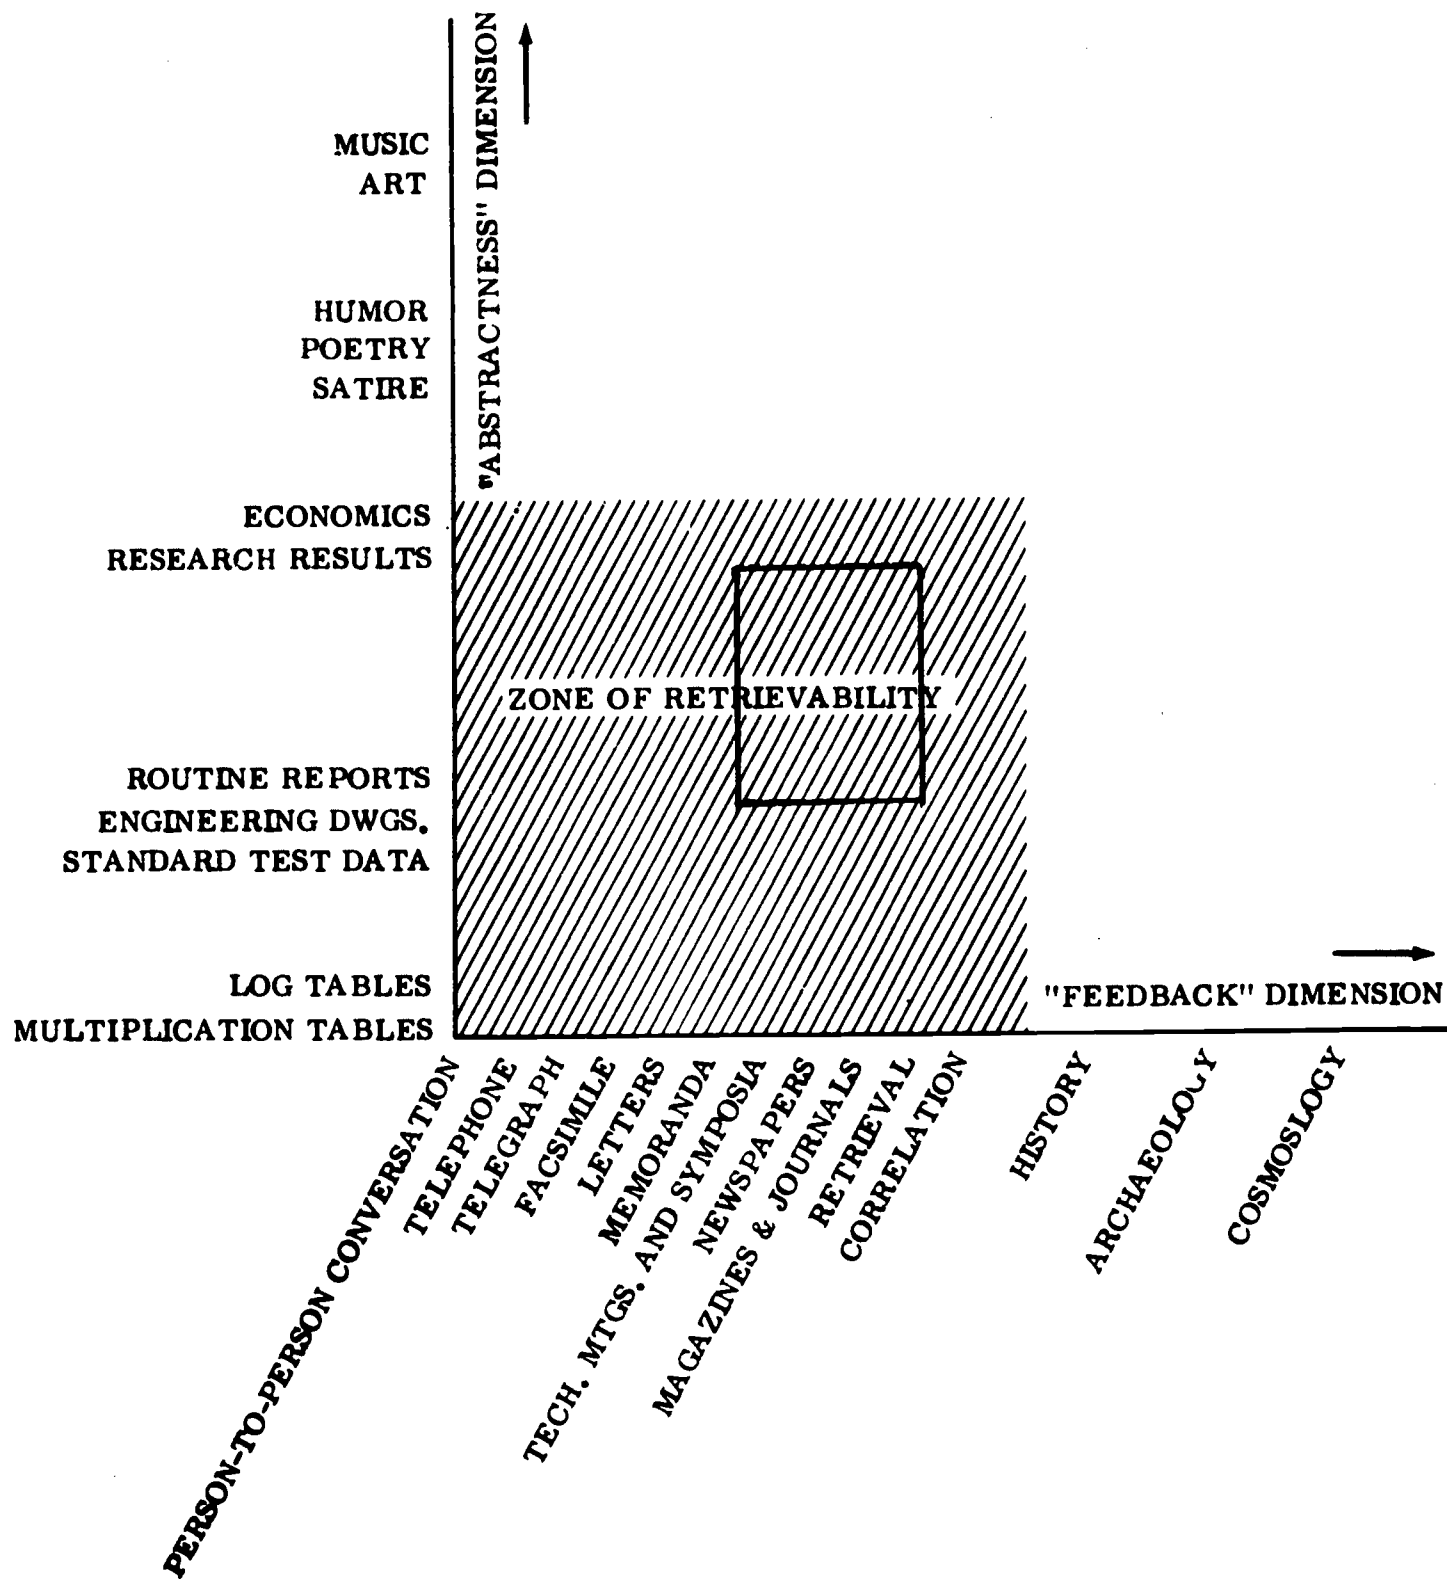 "ABSTRACTNESS" DIMENSION
MUSIC
ART
HUMOR
POETRY
SATIRE
ECONOMICS
RESEARCH RESULTS
ZONE OF RETRIEVABILITY
ROUTINE REPORTS
ENGINEERING DWGS.
STANDARD TEST DATA
LOG TABLES
MULTIPLICATION TABLES
"FEEDBACK" DIMENSION
PERSON-TO-PERSON CONVERSATION
TELEPHONE
TELEGRAPH
FACSIMILE
LETTERS
MEMORANDA
TECH. MTGS. AND SYMPOSIA
NEWSPAPERS
MAGAZINES & JOURNALS
RETRIEVAL
CORRELATION
HISTORY
ARCHAEOLOGY
COSMOSLOGY